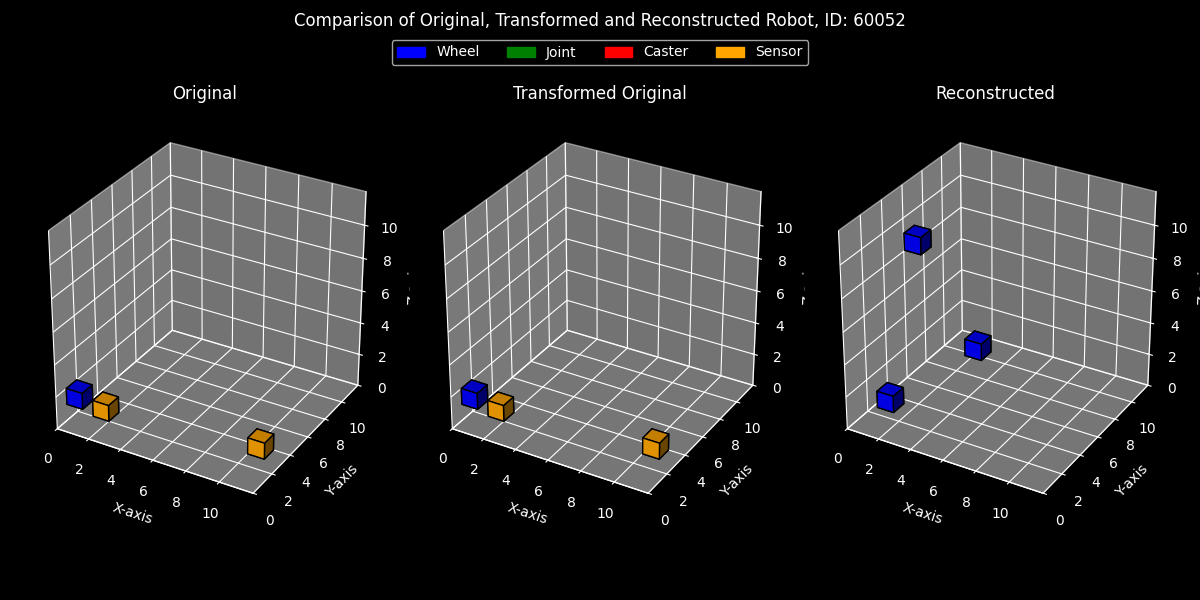 Comparison of Original, Transformed and Reconstructed Robot, ID: 60052
Wheel Joint Caster Sensor
Original Transformed Original Reconstructed
10 10 10
8 8 8
6 6 6
4 4 4
2 2 2
0 0 0
0 2 4 6 8 10 0 2 4 6 8 10 0 2 4 6 8 10
X-axis X-axis X-axis
0 2 4 6 8 10 0 2 4 6 8 10 0 2 4 6 8 10
Y-axis Y-axis Y-axis